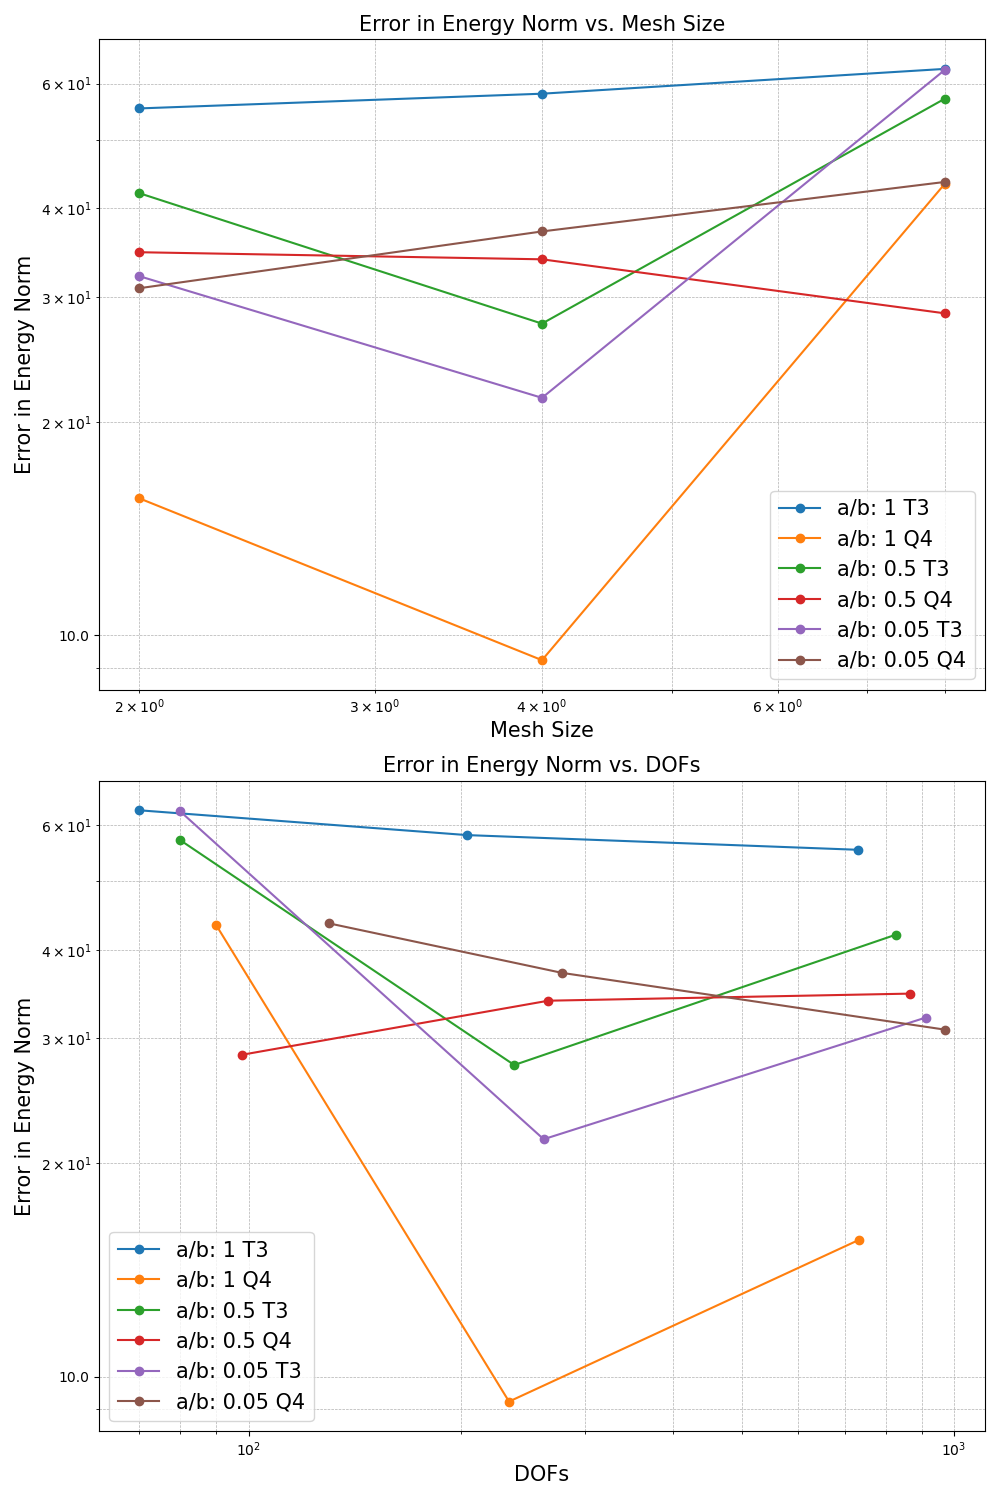 Error in Energy Norm vs. Mesh Size
Error in Energy Norm
6 × 10¹
4 × 10¹
3 × 10¹
2 × 10¹
10.0
a/b: 1 T3
a/b: 1 Q4
a/b: 0.5 T3
a/b: 0.5 Q4
a/b: 0.05 T3
a/b: 0.05 Q4
2 × 10⁰ 3 × 10⁰ 4 × 10⁰ 6 × 10⁰
Mesh Size
Error in Energy Norm vs. DOFs
Error in Energy Norm
6 × 10¹
4 × 10¹
3 × 10¹
2 × 10¹
10.0
a/b: 1 T3
a/b: 1 Q4
a/b: 0.5 T3
a/b: 0.5 Q4
a/b: 0.05 T3
a/b: 0.05 Q4
10² 10³
DOFs